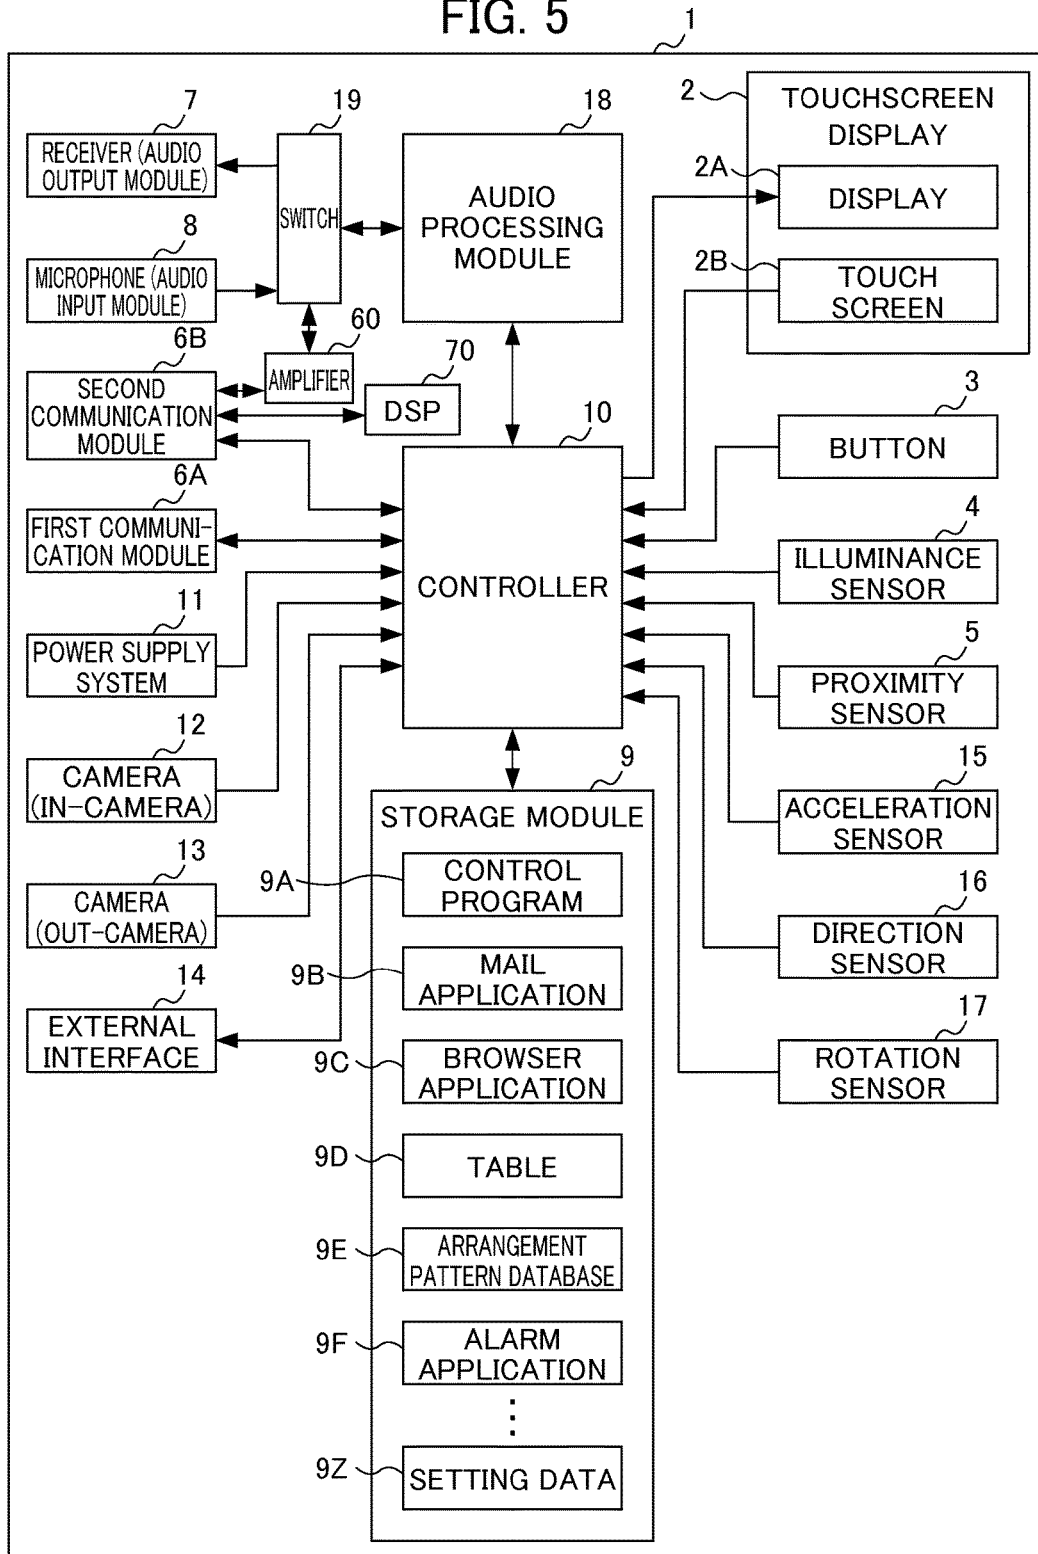 FIG. 5
1
7
RECEIVER (AUDIO
OUTPUT MODULE)
19
SWITCH
18
AUDIO
PROCESSING
MODULE
2
TOUCHSCREEN
DISPLAY
2A
DISPLAY
2B
TOUCH
SCREEN
8
MICROPHONE (AUDIO
INPUT MODULE)
60
AMPLIFIER
70
DSP
6B
SECOND
COMMUNICATION
MODULE
10
CONTROLLER
3
BUTTON
6A
FIRST COMMUNI-
CATION MODULE
4
ILLUMINANCE
SENSOR
11
POWER SUPPLY
SYSTEM
5
PROXIMITY
SENSOR
12
CAMERA
(IN-CAMERA)
15
ACCELERATION
SENSOR
13
CAMERA
(OUT-CAMERA)
16
DIRECTION
SENSOR
14
EXTERNAL
INTERFACE
17
ROTATION
SENSOR
9
STORAGE MODULE
9A
CONTROL
PROGRAM
9B
MAIL
APPLICATION
9C
BROWSER
APPLICATION
9D
TABLE
9E
ARRANGEMENT
PATTERN DATABASE
9F
ALARM
APPLICATION
9Z
SETTING DATA